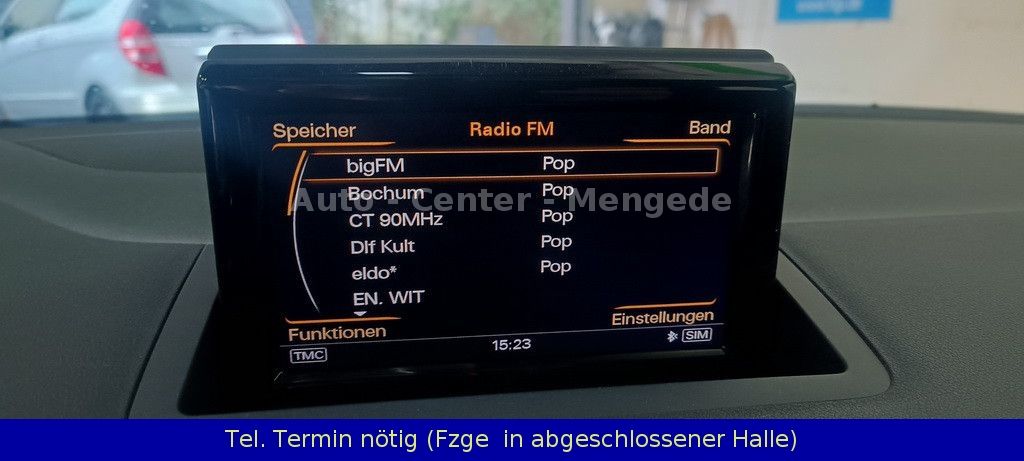 Speicher Radio FM Band
bigFM Pop
Bochum Pop
Auto - Center - Mengede
CT 90MHz Pop
Dlf Kult Pop
eldo* Pop
EN. WIT
Funktionen Einstellungen
TMC 15:23 SIM
Tel. Termin nötig (Fzge in abgeschlossener Halle)